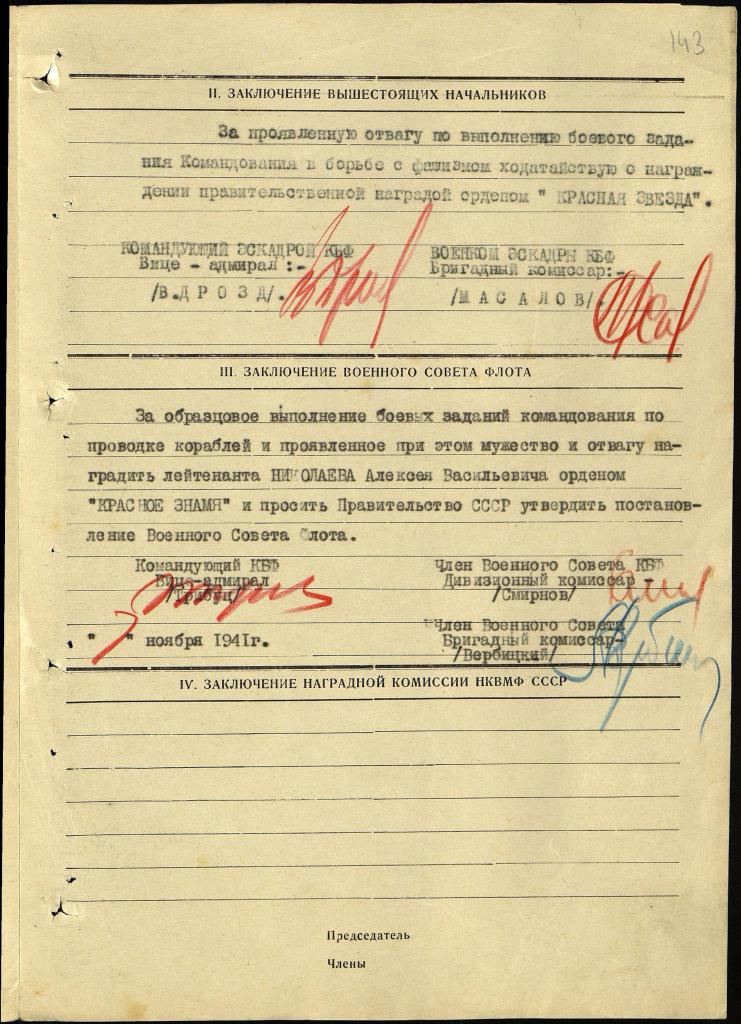 143
II. ЗАКЛЮЧЕНИЕ ВЫШЕСТОЯЩИХ НАЧАЛЬНИКОВ
За проявленную отвагу по выполнению боевого зада-
ния Командования в борьбе с фашизмом ходатайствую о награж-
дении правительственной наградой орденом " КРАСНАЯ ЗВЕЗДА".
КОМАНДУЮЩИЙ ЭСКАДРОЙ КБФ
Вице - адмирал :-
/В.Д Р О З Д/.
ВОЕНКОМ ЭСКАДРЫ КБФ
Бригадный комиссар:-
/М А С А Л О В/.
III. ЗАКЛЮЧЕНИЕ ВОЕННОГО СОВЕТА ФЛОТА
За образцовое выполнение боевых заданий командования по
проводке кораблей и проявленное при этом мужество и отвагу на-
градить лейтенанта НИКОЛАЕВА Алексея Васильевича орденом
"КРАСНОЕ ЗНАМЯ" и просить Правительство СССР утвердить постанов-
ление Военного Совета Флота.
Командующий КБФ
Вице-адмирал
/Трибуц/
" " ноября 1941г.
Член Военного Совета КБФ
Дивизионный комиссар -
/Смирнов/
Член Военного Совета
Бригадный комиссар-
/Вербицкий/
IV. ЗАКЛЮЧЕНИЕ НАГРАДНОЙ КОМИССИИ НКВМФ СССР
Председатель
Члены